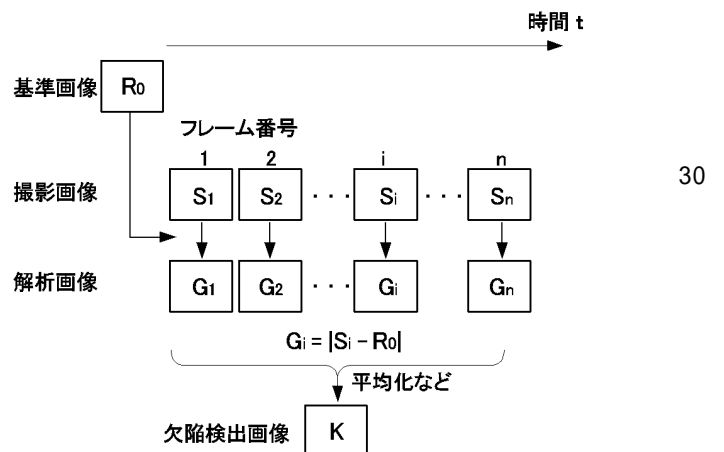 時間 t
基準画像 R0
フレーム番号
1 2 i n
撮影画像 S1 S2 ··· Si ··· Sn
30
解析画像 G1 G2 ··· Gi Gn
Gi = |Si − R0|
平均化など
欠陥検出画像 K